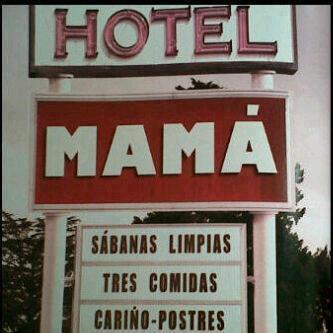 HOTEL
MAMÁ
SÁBANAS LIMPIAS
TRES COMIDAS
CARIÑO-POSTRES